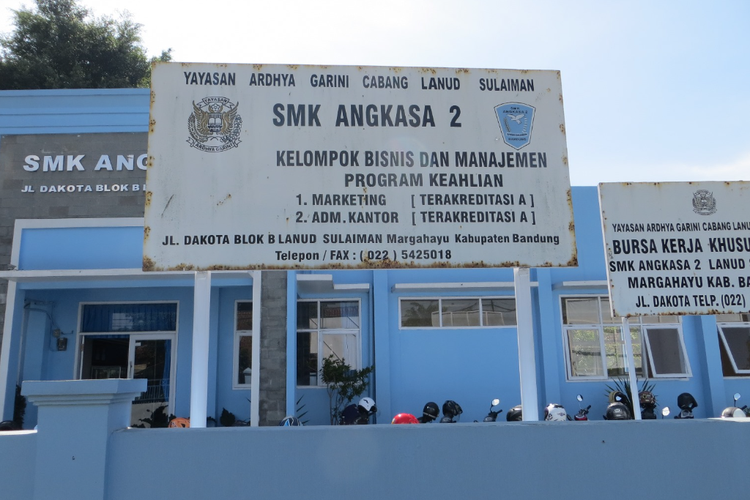 YAYASAN ARDHYA GARINI CABANG LANUD SULAIMAN
SMK ANGKASA 2
KELOMPOK BISNIS DAN MANAJEMEN
PROGRAM KEAHLIAN
1. MARKETING [ TERAKREDITASI A ]
2. ADM.KANTOR [ TERAKREDITASI A ]
JL. DAKOTA BLOK B LANUD SULAIMAN Margahayu Kabupaten Bandung
Telepon / FAX : ( 022 ) 5425018
SMK ANG
JL DAKOTA BLOK B
YAYASAN ARDHYA GARINI CABANG LAN
BURSA KERJA KHUSU
SMK ANGKASA 2 LANUD
MARGAHAYU KAB. BA
JL. DAKOTA TELP. (022)